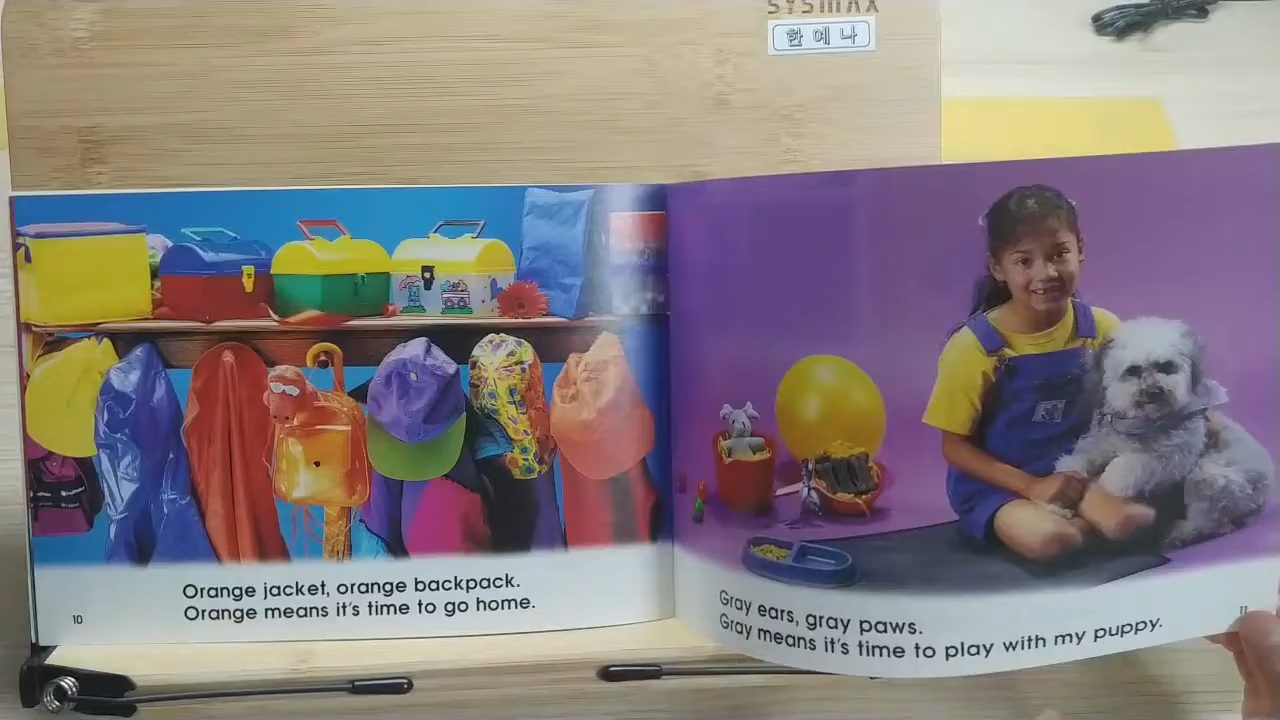 SYSMAX
한 예 나
Orange jacket, orange backpack.
Orange means it's time to go home.
10
Gray ears, gray paws.
Gray means it's time to play with my puppy.
11